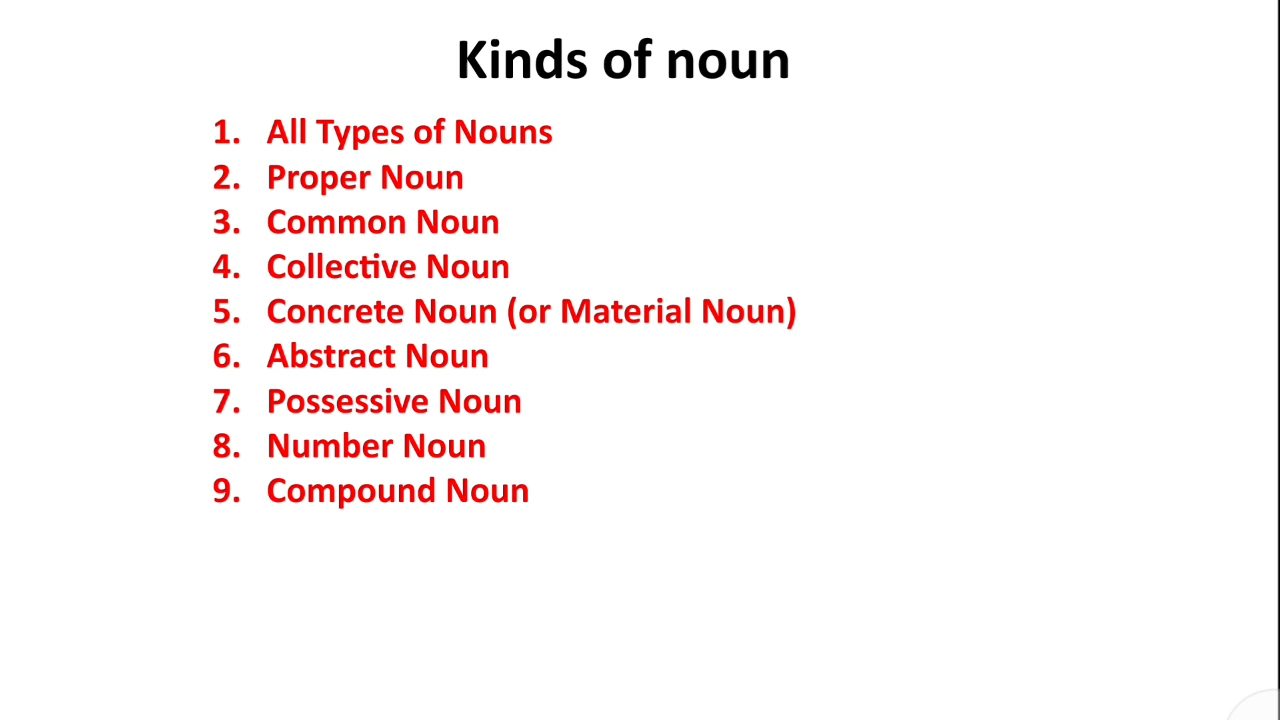 Kinds of noun
1. All Types of Nouns
2. Proper Noun
3. Common Noun
4. Collective Noun
5. Concrete Noun (or Material Noun)
6. Abstract Noun
7. Possessive Noun
8. Number Noun
9. Compound Noun